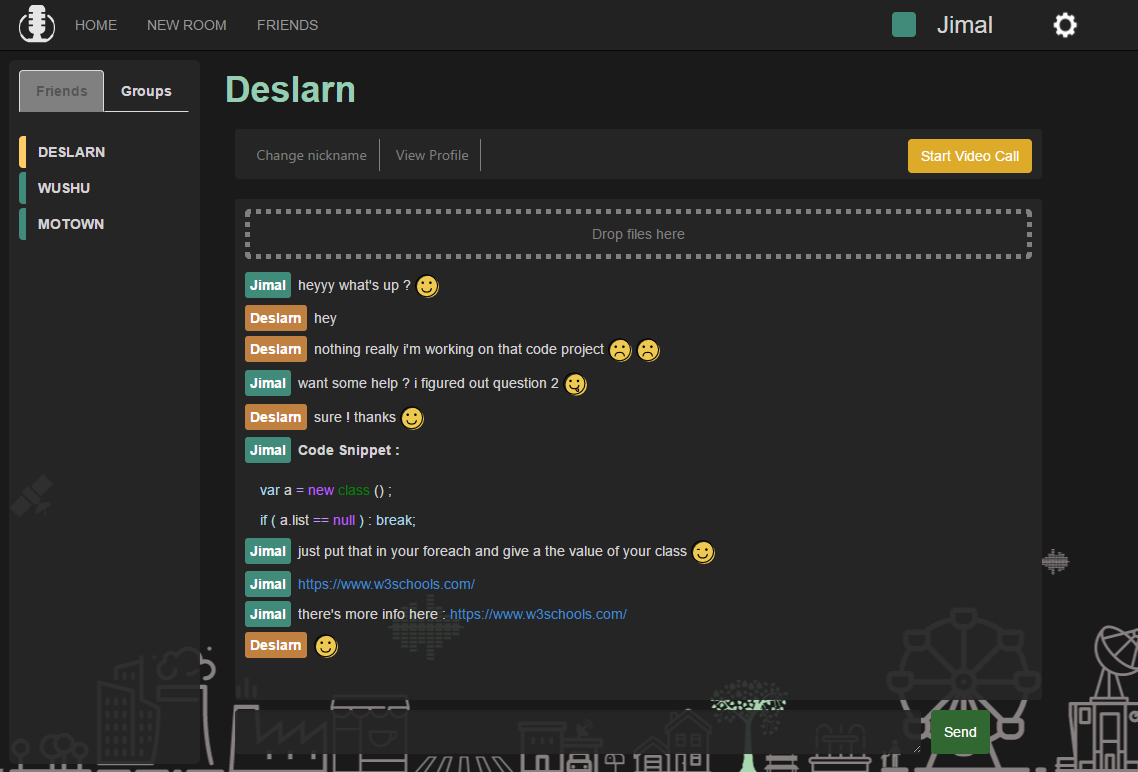 HOME NEW ROOM FRIENDS Jimal
Friends Groups
DESLARN
WUSHU
MOTOWN
Deslarn
Change nickname View Profile Start Video Call
Drop files here
Jimal heyyy what's up ?
Deslarn hey
Deslarn nothing really i'm working on that code project
Jimal want some help ? i figured out question 2
Deslarn sure ! thanks
Jimal Code Snippet :
var a = new class () ;
if ( a.list == null ) : break;
Jimal just put that in your foreach and give a the value of your class
Jimal https://www.w3schools.com/
Jimal there's more info here : https://www.w3schools.com/
Deslarn
Send